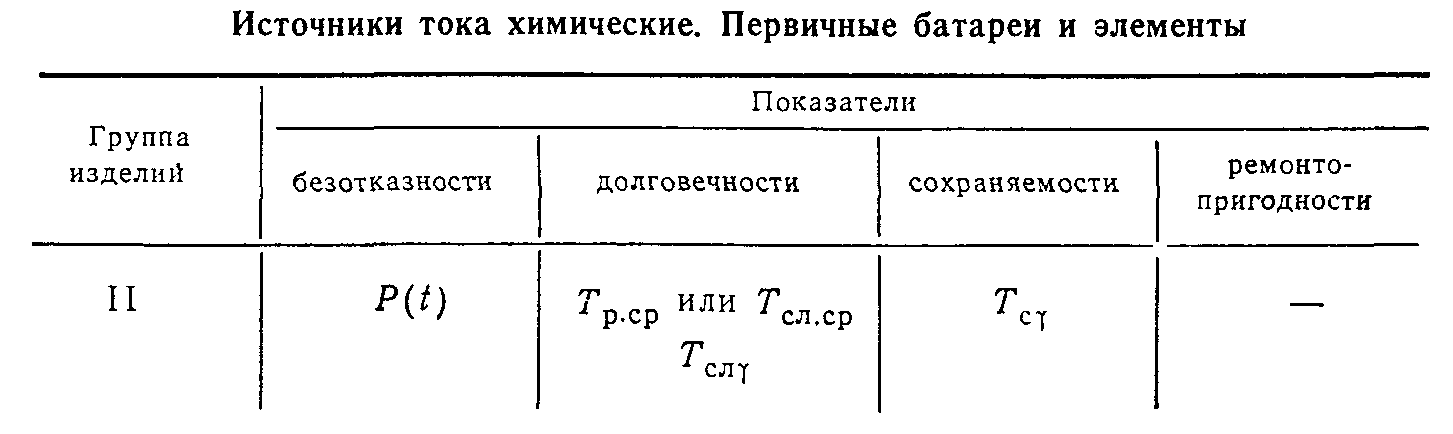 Источники тока химические. Первичные батареи и элементы
Группа изделий
Показатели
безотказности
долговечности
сохраняемости
ремонто-
пригодности
II
P(t)
Tр.ср или Tсл.ср
Tслγ
Tсγ
—